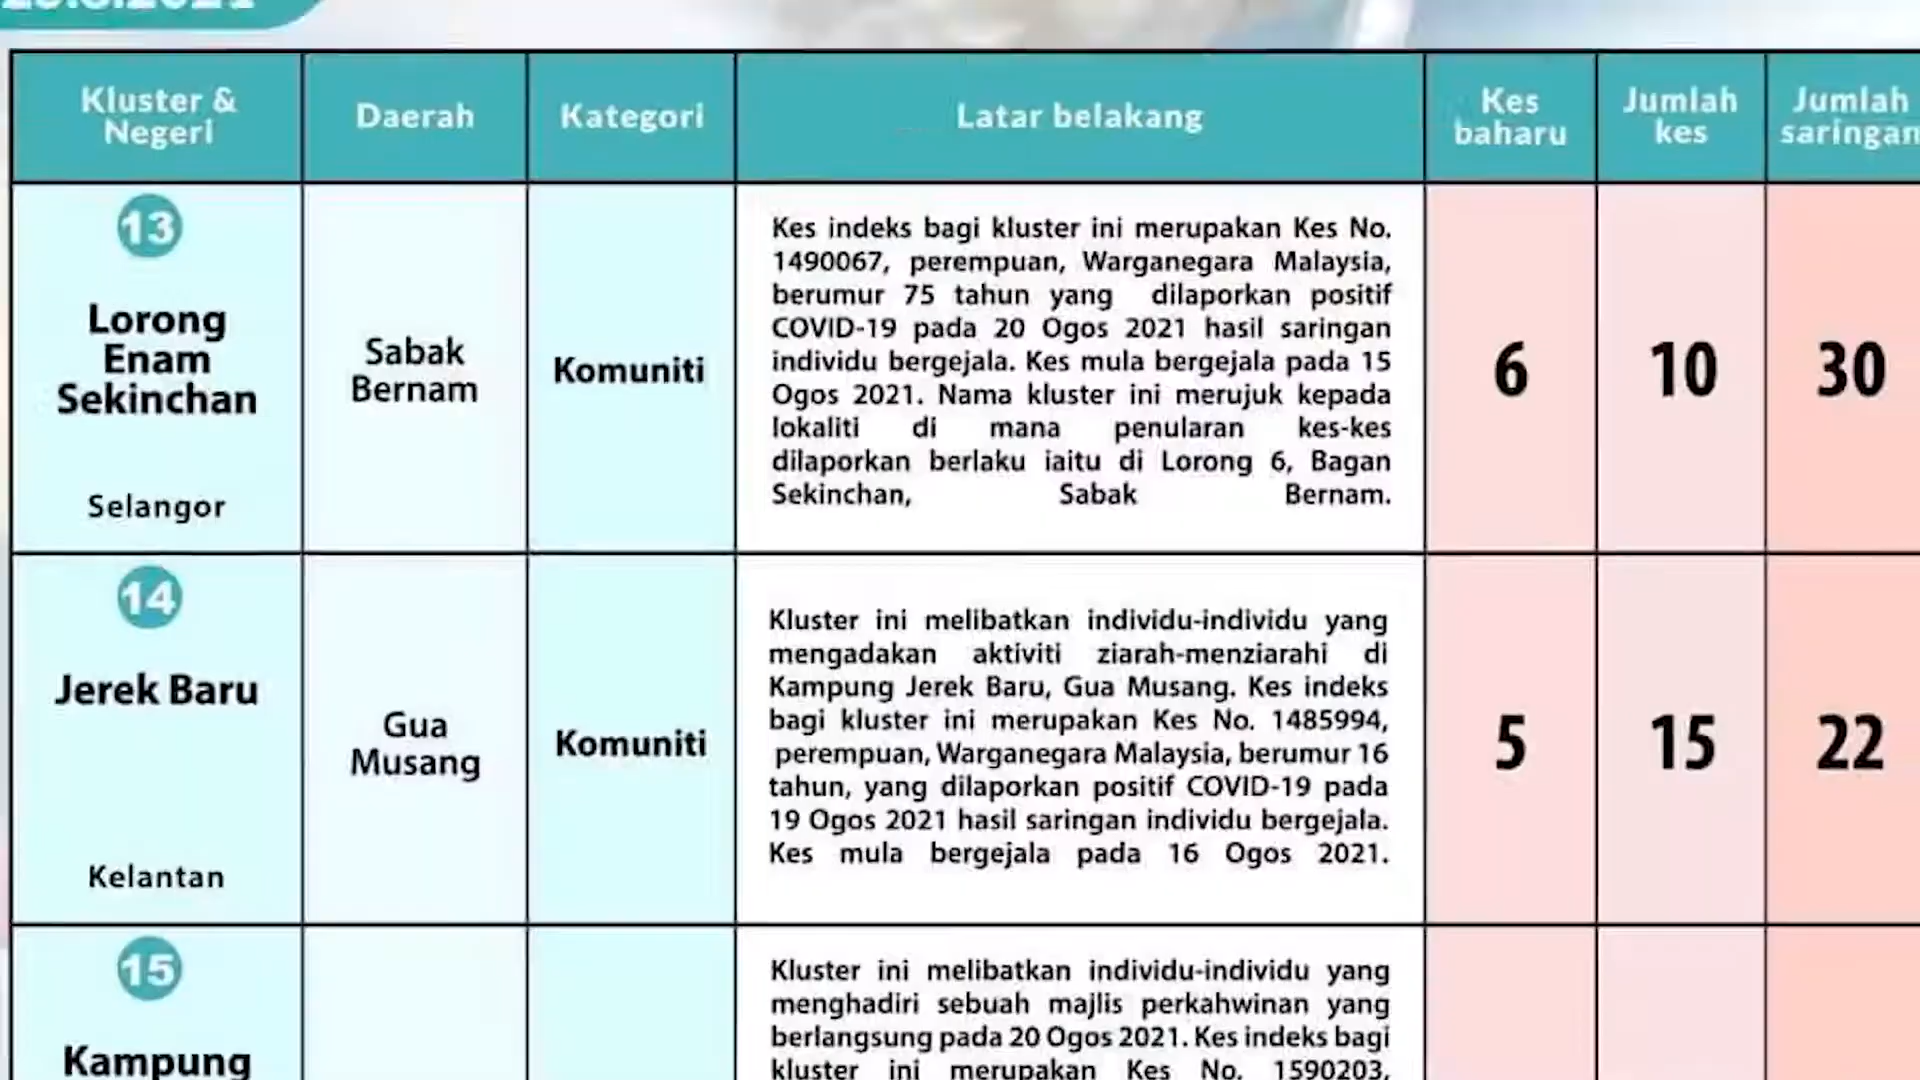 Kluster &
Negeri
Daerah
Kategori
Latar belakang
Kes
baharu
Jumlah
kes
Jumlah
saringan
13
Lorong
Enam
Sekinchan
Selangor
Sabak
Bernam
Komuniti
Kes indeks bagi kluster ini merupakan Kes No.
1490067, perempuan, Warganegara Malaysia,
berumur 75 tahun yang dilaporkan positif
COVID-19 pada 20 Ogos 2021 hasil saringan
individu bergejala. Kes mula bergejala pada 15
Ogos 2021. Nama kluster ini merujuk kepada
lokaliti di mana penularan kes-kes
dilaporkan berlaku iaitu di Lorong 6, Bagan
Sekinchan, Sabak Bernam.
6
10
30
14
Jerek Baru
Kelantan
Gua
Musang
Komuniti
Kluster ini melibatkan individu-individu yang
mengadakan aktiviti ziarah-menziarahi di
Kampung Jerek Baru, Gua Musang. Kes indeks
bagi kluster ini merupakan Kes No. 1485994,
perempuan, Warganegara Malaysia, berumur 16
tahun, yang dilaporkan positif COVID-19 pada
19 Ogos 2021 hasil saringan individu bergejala.
Kes mula bergejala pada 16 Ogos 2021.
5
15
22
15
Kampung
Kluster ini melibatkan individu-individu yang
menghadiri sebuah majlis perkahwinan yang
berlangsung pada 20 Ogos 2021. Kes indeks bagi
kluster ini merupakan Kes No. 1590203,